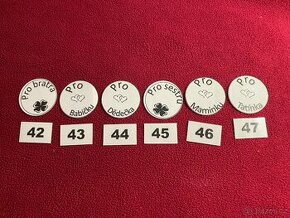 Pro bratra
Pro
Babičku
Pro
Dědečka
Pro sestru
Pro
Maminku
Pro
Tatínka
42
43
44
45
46
47